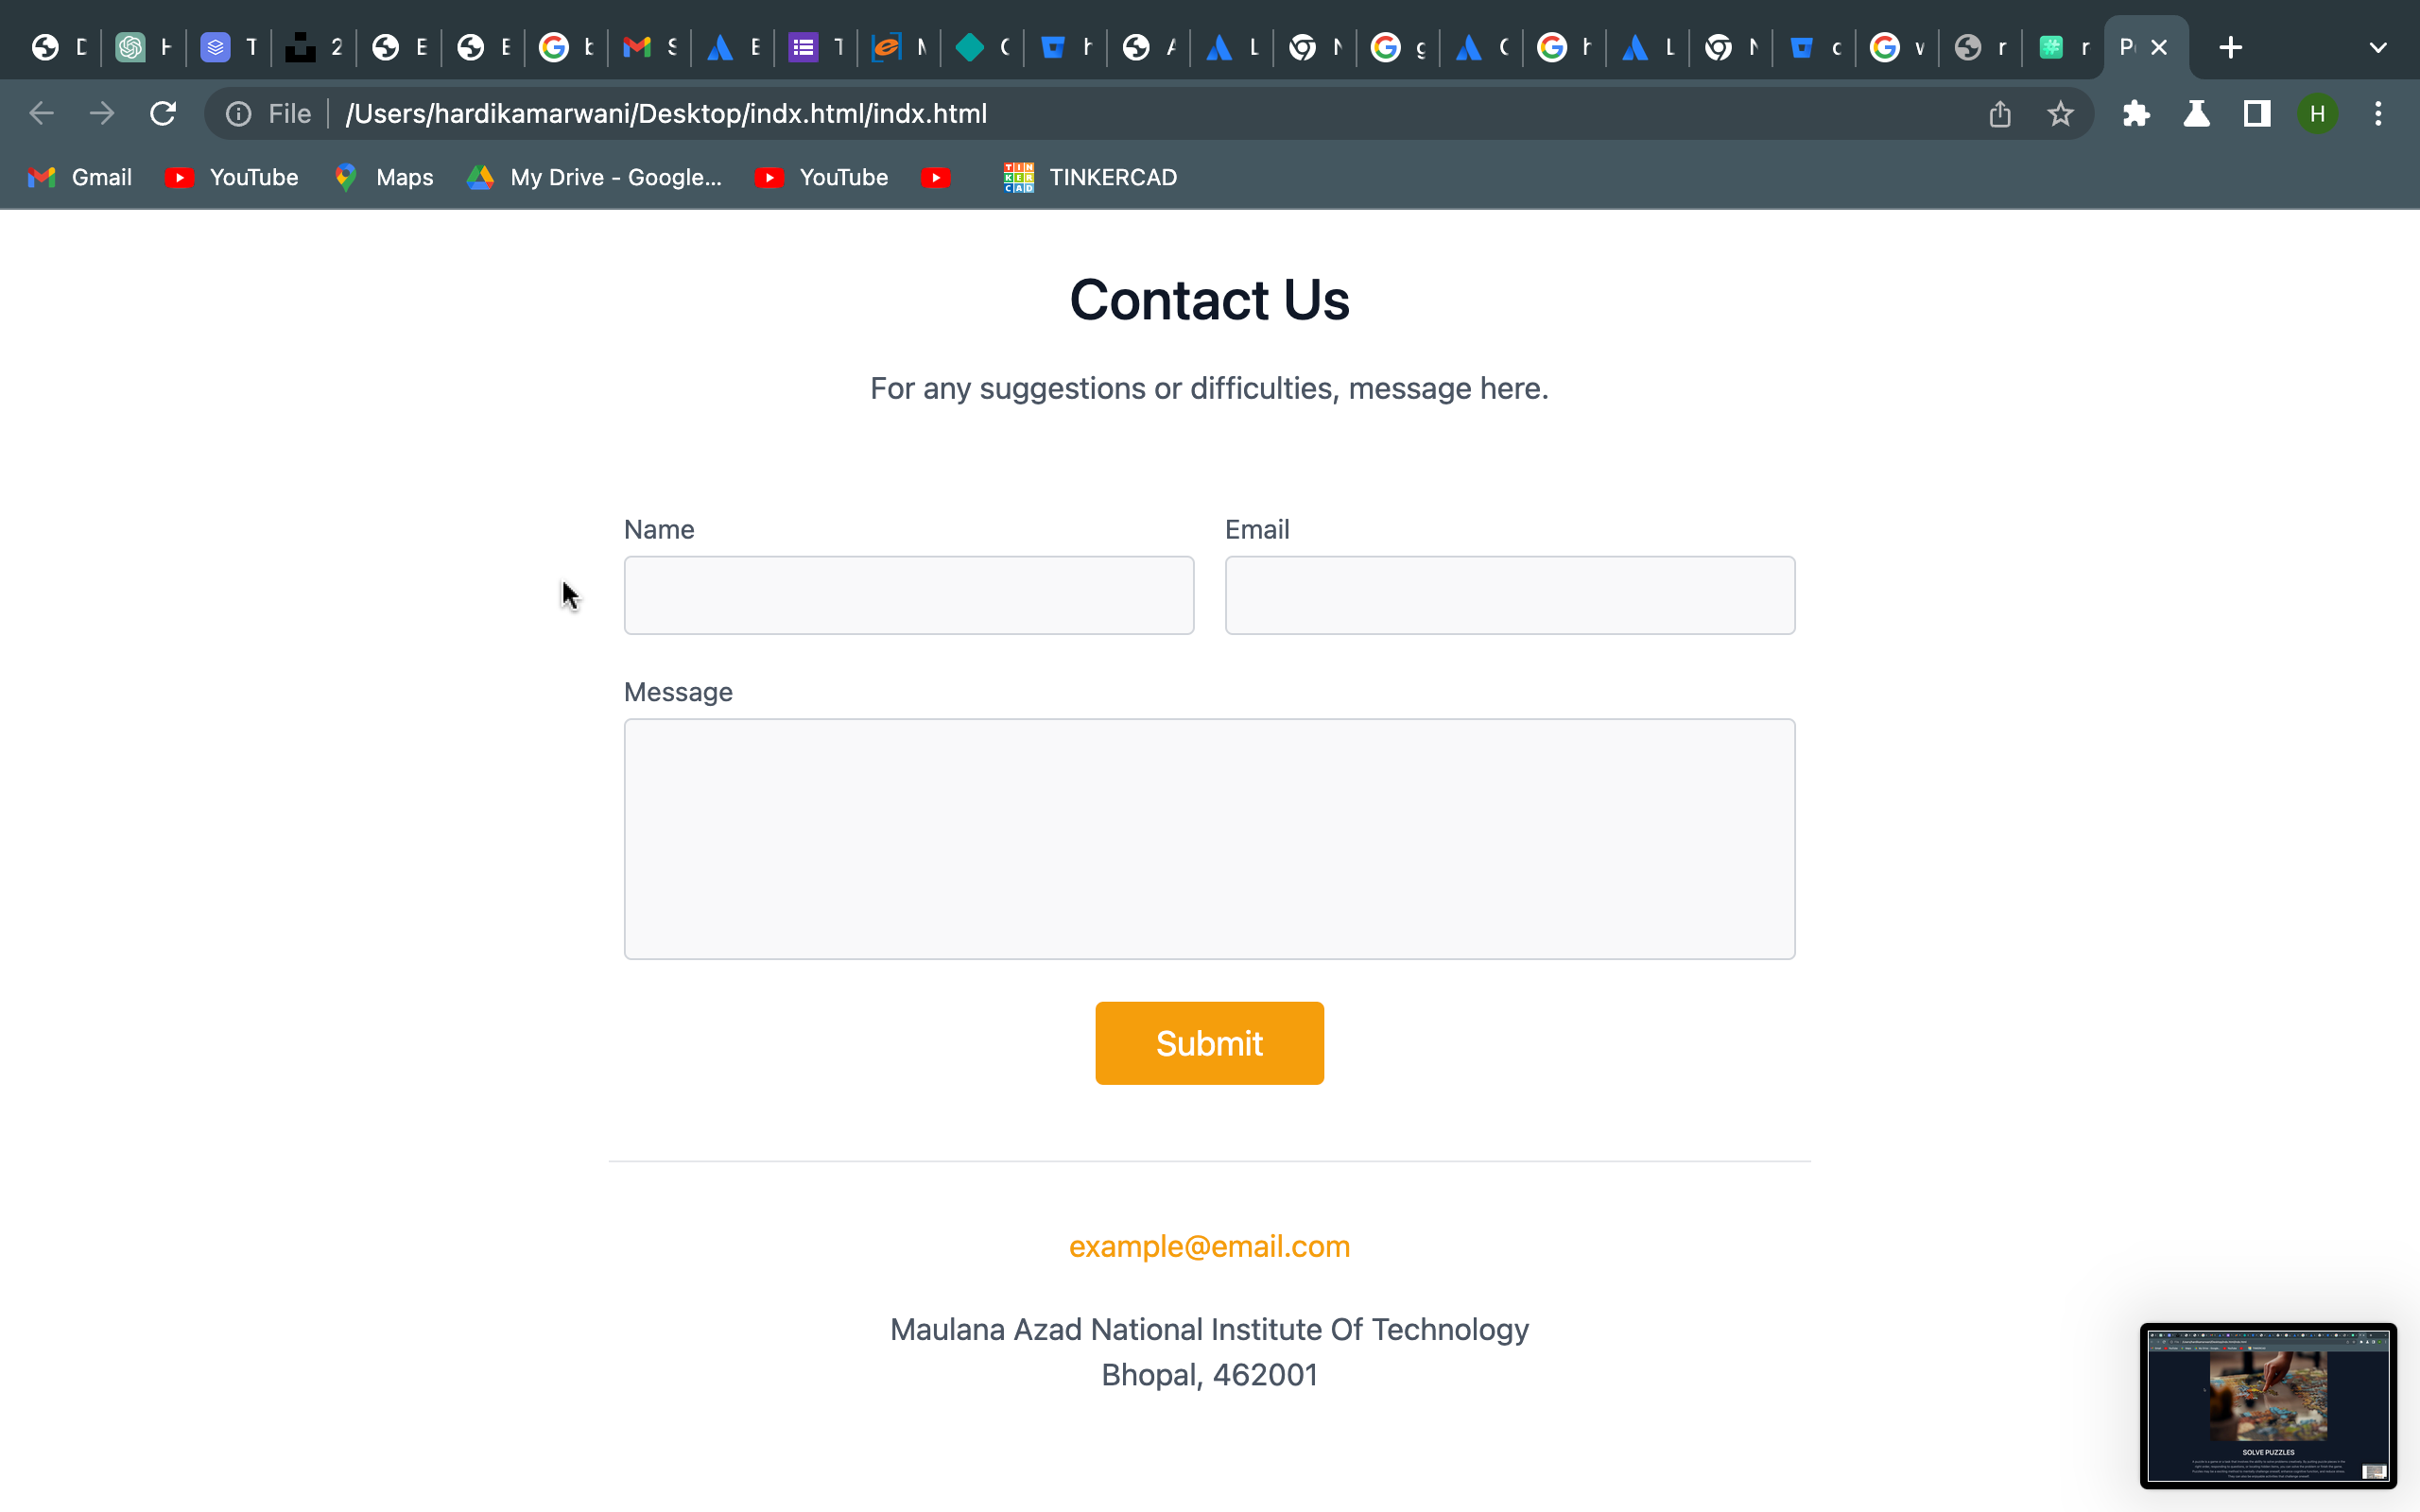 D H T 2 E E b S E T M C h A L N g C h L N c v r r P
File /Users/hardikamarwani/Desktop/indx.html/indx.html H
Gmail YouTube Maps My Drive - Google... YouTube TINKERCAD
Contact Us
For any suggestions or difficulties, message here.
Name Email
Message
Submit
example@email.com
Maulana Azad National Institute Of Technology
Bhopal, 462001
SOLVE PUZZLES